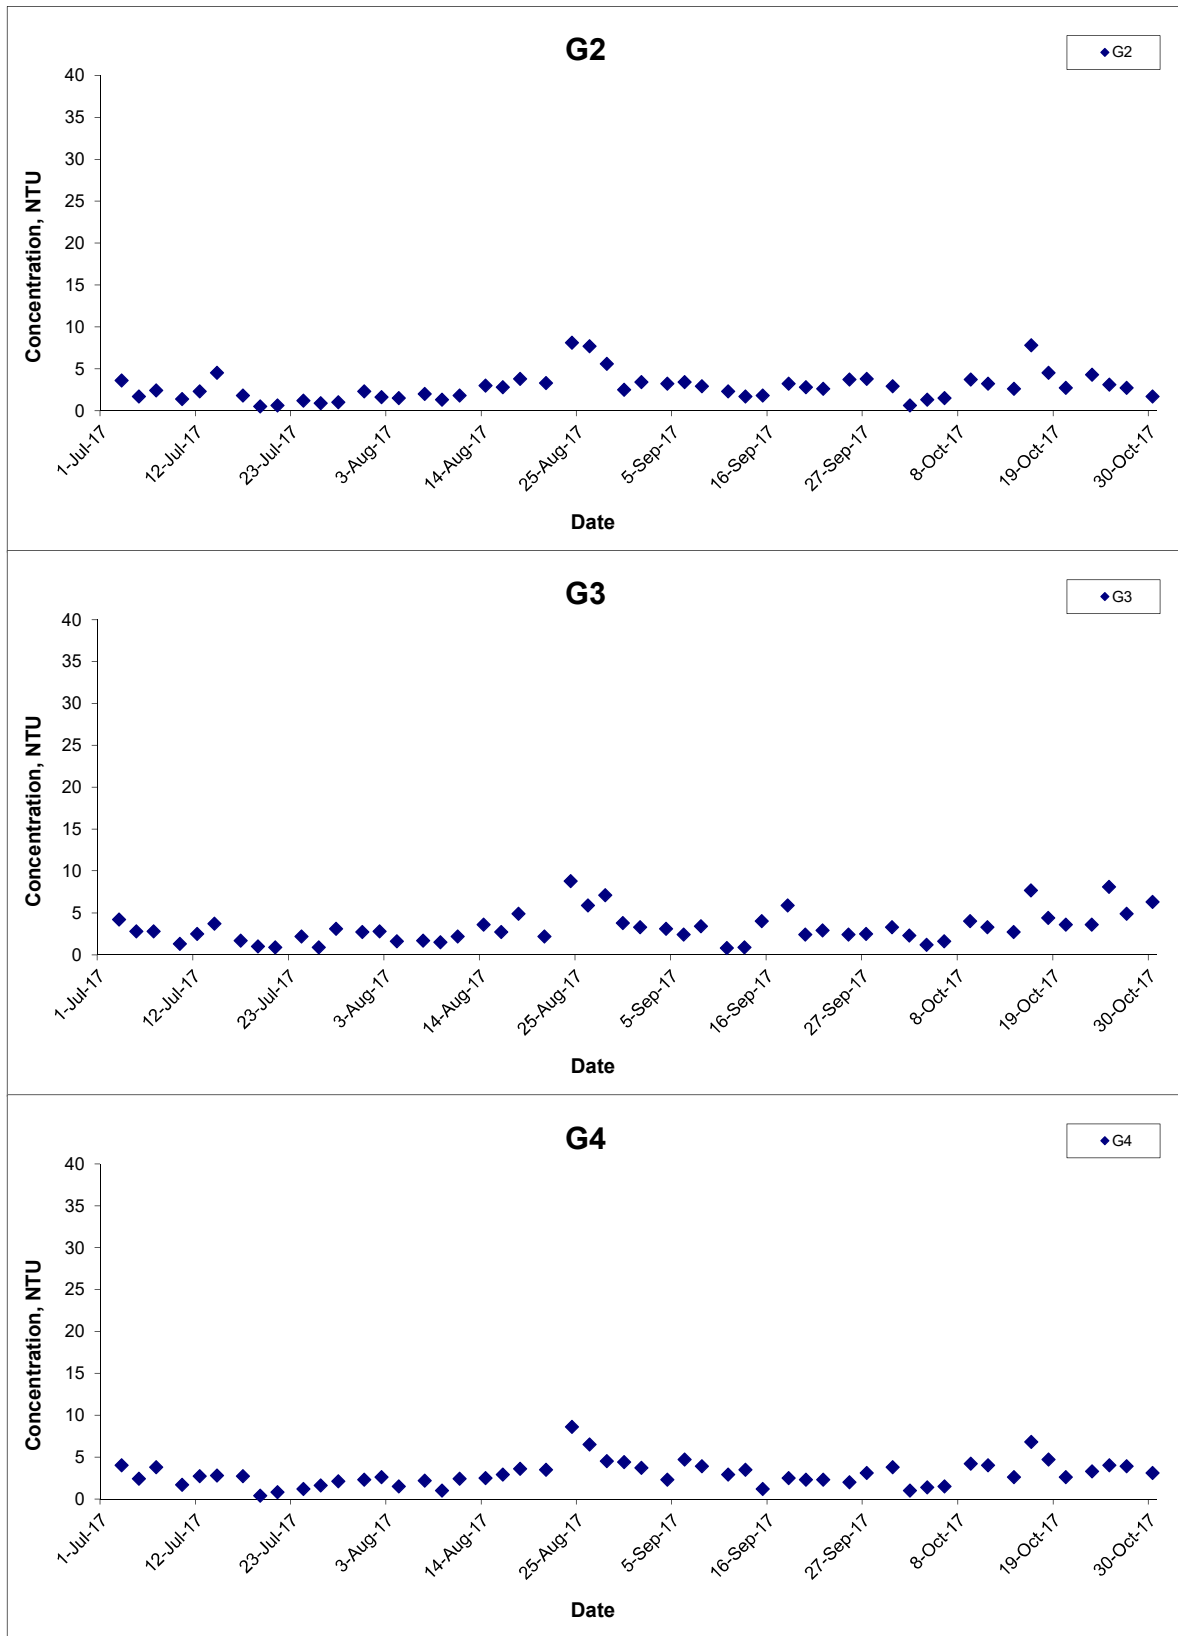 G2
G2
40
35
30
25
20
15
10
5
0
Concentration, NTU
1-Jul-17
12-Jul-17
23-Jul-17
3-Aug-17
14-Aug-17
25-Aug-17
5-Sep-17
16-Sep-17
27-Sep-17
8-Oct-17
19-Oct-17
30-Oct-17
Date
G3
G3
40
35
30
25
20
15
10
5
0
Concentration, NTU
1-Jul-17
12-Jul-17
23-Jul-17
3-Aug-17
14-Aug-17
25-Aug-17
5-Sep-17
16-Sep-17
27-Sep-17
8-Oct-17
19-Oct-17
30-Oct-17
Date
G4
G4
40
35
30
25
20
15
10
5
0
Concentration, NTU
1-Jul-17
12-Jul-17
23-Jul-17
3-Aug-17
14-Aug-17
25-Aug-17
5-Sep-17
16-Sep-17
27-Sep-17
8-Oct-17
19-Oct-17
30-Oct-17
Date